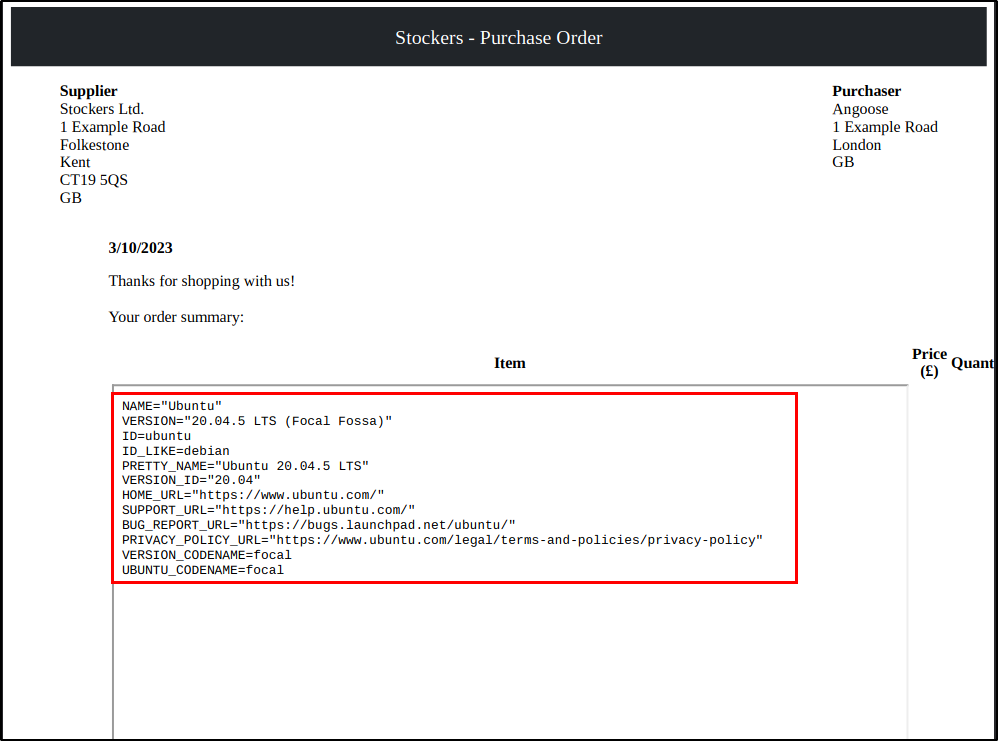 Stockers - Purchase Order
Supplier
Stockers Ltd.
1 Example Road
Folkestone
Kent
CT19 5QS
GB
Purchaser
Angoose
1 Example Road
London
GB
3/10/2023
Thanks for shopping with us!
Your order summary:
Item
Price
(£)
Quant
NAME="Ubuntu"
VERSION="20.04.5 LTS (Focal Fossa)"
ID=ubuntu
ID_LIKE=debian
PRETTY_NAME="Ubuntu 20.04.5 LTS"
VERSION_ID="20.04"
HOME_URL="https://www.ubuntu.com/"
SUPPORT_URL="https://help.ubuntu.com/"
BUG_REPORT_URL="https://bugs.launchpad.net/ubuntu/"
PRIVACY_POLICY_URL="https://www.ubuntu.com/legal/terms-and-policies/privacy-policy"
VERSION_CODENAME=focal
UBUNTU_CODENAME=focal